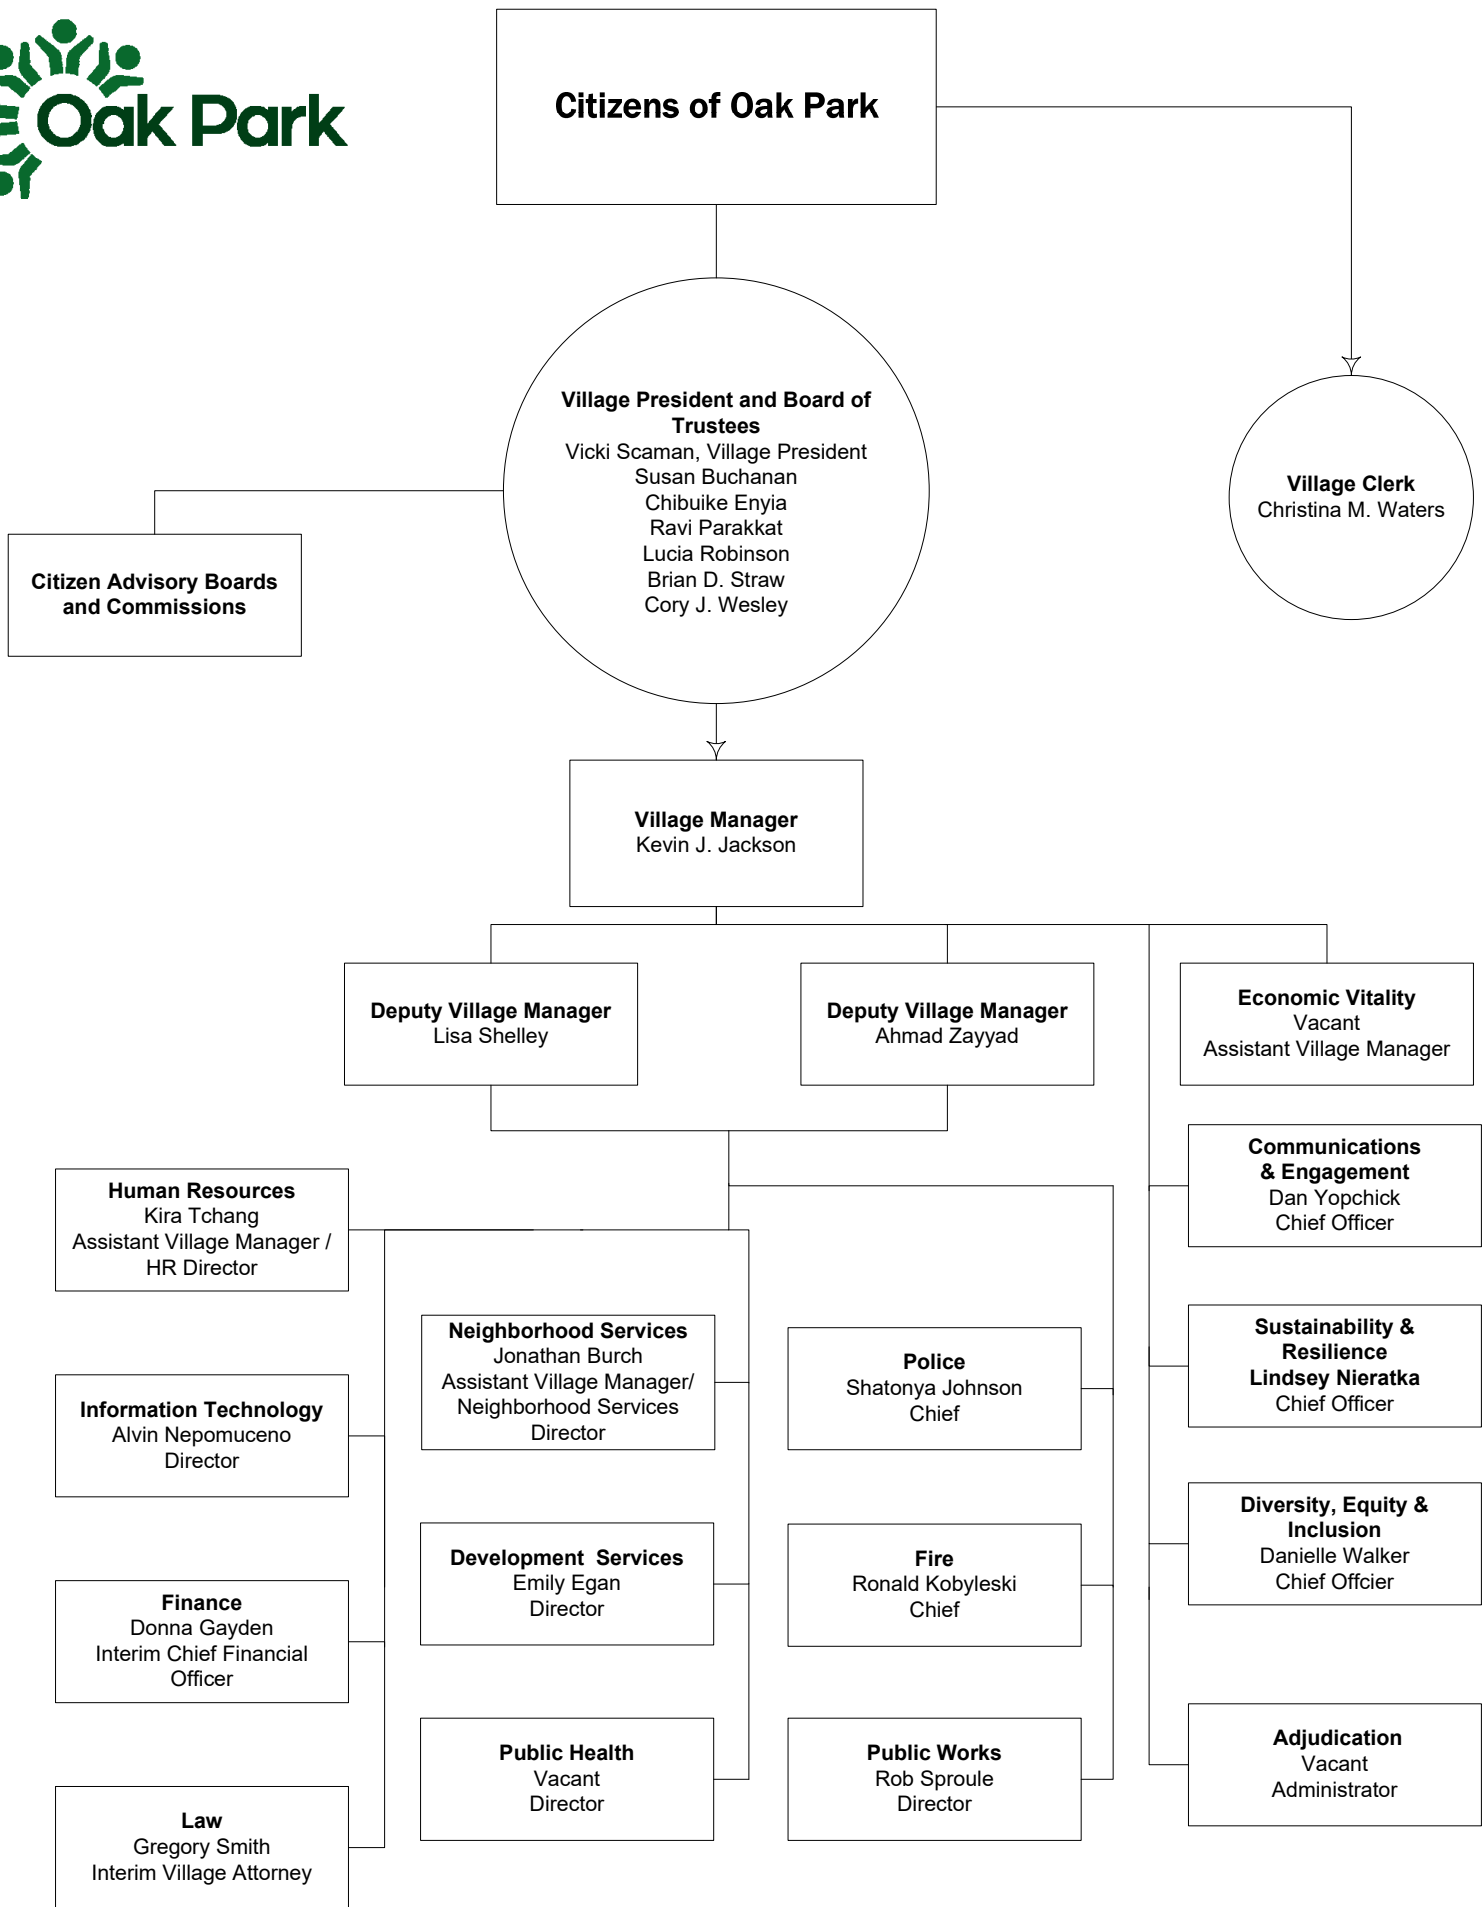 Oak Park
Citizens of Oak Park
Village President and Board of
Trustees
Vicki Scaman, Village President
Susan Buchanan
Chibuike Enyia
Ravi Parakkat
Lucia Robinson
Brian D. Straw
Cory J. Wesley
Village Clerk
Christina M. Waters
Citizen Advisory Boards
and Commissions
Village Manager
Kevin J. Jackson
Deputy Village Manager
Lisa Shelley
Deputy Village Manager
Ahmad Zayyad
Economic Vitality
Vacant
Assistant Village Manager
Communications
& Engagement
Dan Yopchick
Chief Officer
Human Resources
Kira Tchang
Assistant Village Manager /
HR Director
Neighborhood Services
Jonathan Burch
Assistant Village Manager/
Neighborhood Services
Director
Police
Shatonya Johnson
Chief
Sustainability &
Resilience
Lindsey Nieratka
Chief Officer
Information Technology
Alvin Nepomuceno
Director
Development  Services
Emily Egan
Director
Fire
Ronald Kobyleski
Chief
Diversity, Equity &
Inclusion
Danielle Walker
Chief Offcier
Finance
Donna Gayden
Interim Chief Financial
Officer
Public Health
Vacant
Director
Public Works
Rob Sproule
Director
Adjudication
Vacant
Administrator
Law
Gregory Smith
Interim Village Attorney